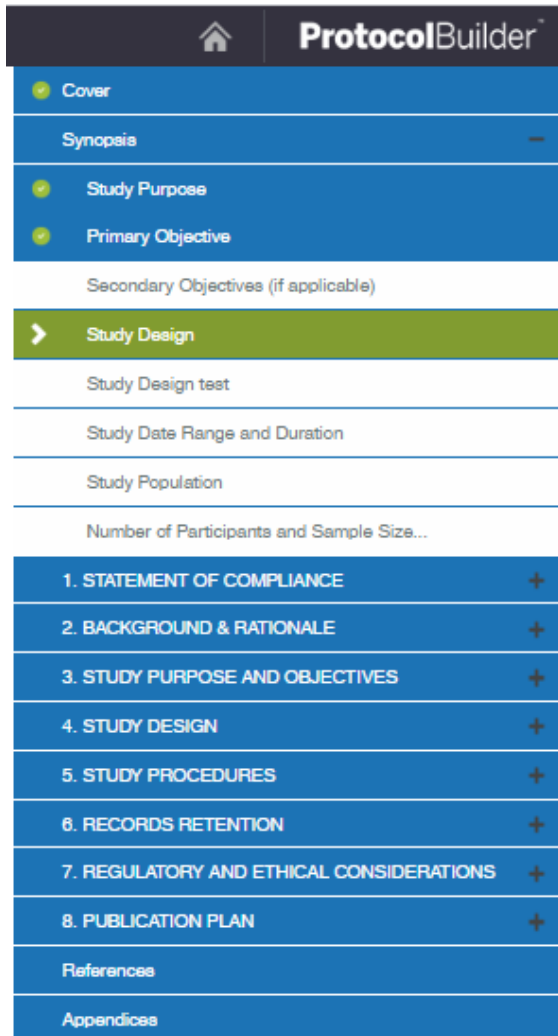 ProtocolBuilder™
Cover
Synopsis
Study Purpose
Primary Objective
Secondary Objectives (if applicable)
Study Design
Study Design test
Study Date Range and Duration
Study Population
Number of Participants and Sample Size...
1. STATEMENT OF COMPLIANCE
2. BACKGROUND & RATIONALE
3. STUDY PURPOSE AND OBJECTIVES
4. STUDY DESIGN
5. STUDY PROCEDURES
6. RECORDS RETENTION
7. REGULATORY AND ETHICAL CONSIDERATIONS
8. PUBLICATION PLAN
References
Appendices